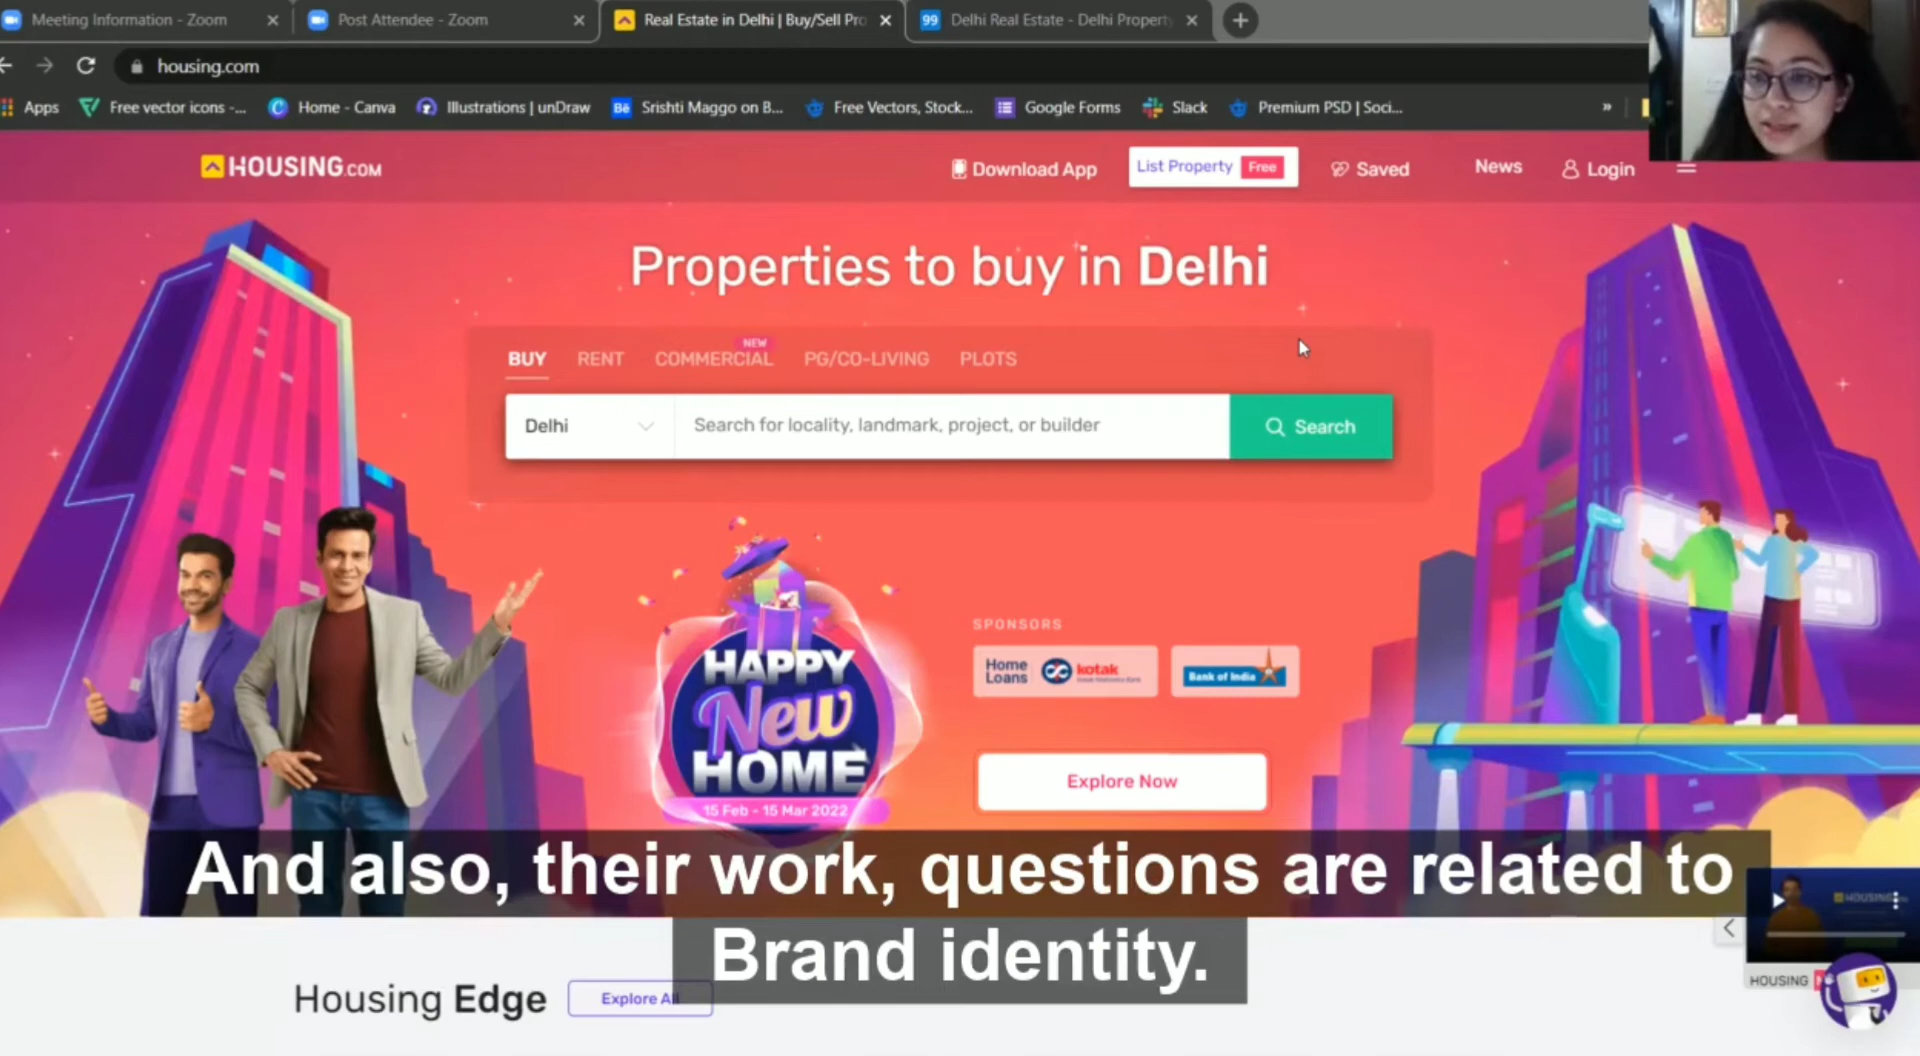 Meeting Information - Zoom
Post Attendee - Zoom
Real Estate in Delhi | Buy/Sell Pro
99 Delhi Real Estate - Delhi Property
housing.com
Apps
Free vector icons -...
Home - Canva
Illustrations | unDraw
Bē Srishti Maggo on B...
Free Vectors, Stock...
Google Forms
Slack
Premium PSD | Soci...
»
HOUSING.COM
Download App
List Property Free
Saved
News
Login
Properties to buy in Delhi
NEW
BUY RENT COMMERCIAL PG/CO-LIVING PLOTS
Delhi
Search for locality, landmark, project, or builder
Search
HAPPY
New
HOME
15 Feb - 15 Mar 2022
SPONSORS
Home Loans kotak
Bank of India
Explore Now
And also, their work, questions are related to
Brand identity.
HOUSING
HOUSING
Housing Edge
Explore All